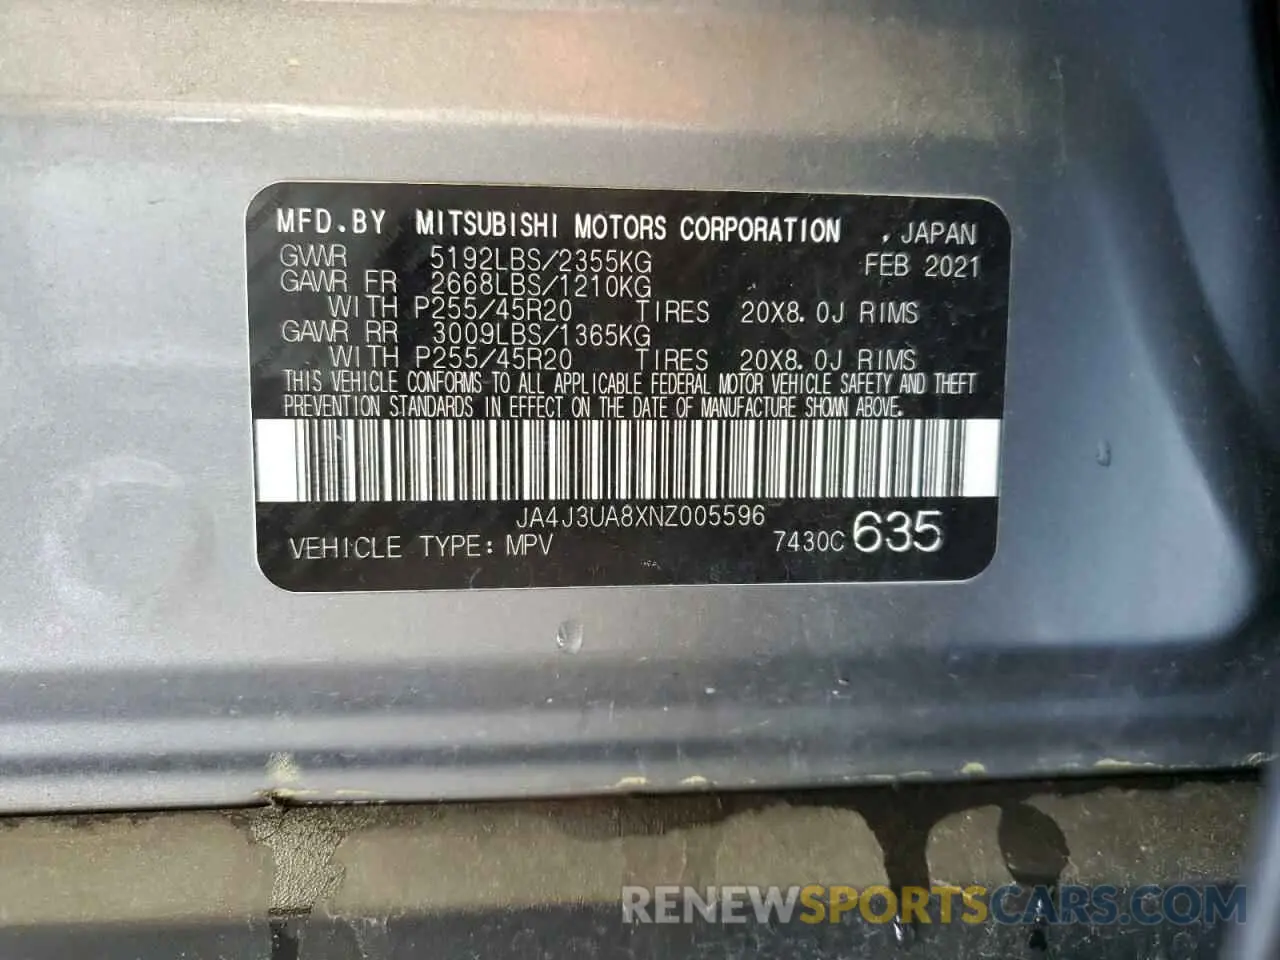 MFD.BY MITSUBISHI MOTORS CORPORATION , JAPAN
GVWR 5192LBS/2355KG FEB 2021
GAWR FR 2668LBS/1210KG
WITH P255/45R20 TIRES 20X8.0J RIMS
GAWR RR 3009LBS/1365KG
WITH P255/45R20 TIRES 20X8.0J RIMS
THIS VEHICLE CONFORMS TO ALL APPLICABLE FEDERAL MOTOR VEHICLE SAFETY AND THEFT
PREVENTION STANDARDS IN EFFECT ON THE DATE OF MANUFACTURE SHOWN ABOVE.
JA4J3UA8XNZ005596
VEHICLE TYPE: MPV 7430C 635
RENEWSPORTSCARS.COM